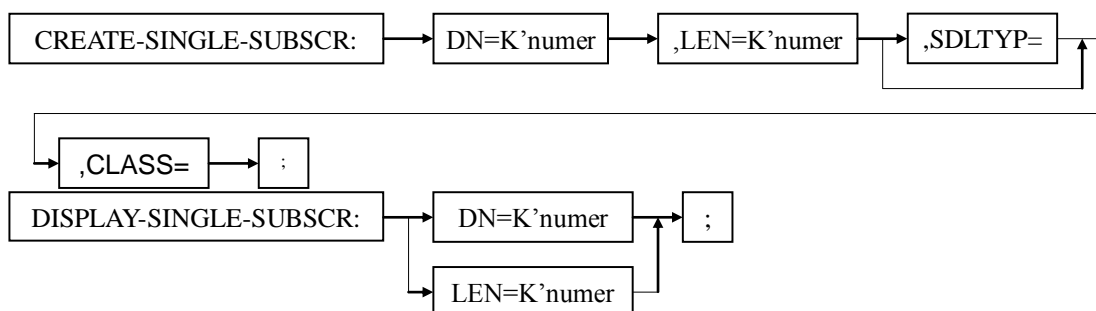 CREATE-SINGLE-SUBSCR: DN=K’numer ,LEN=K’numer ,SDLTYP=
,CLASS= ;
DISPLAY-SINGLE-SUBSCR: DN=K’numer ;
LEN=K’numer